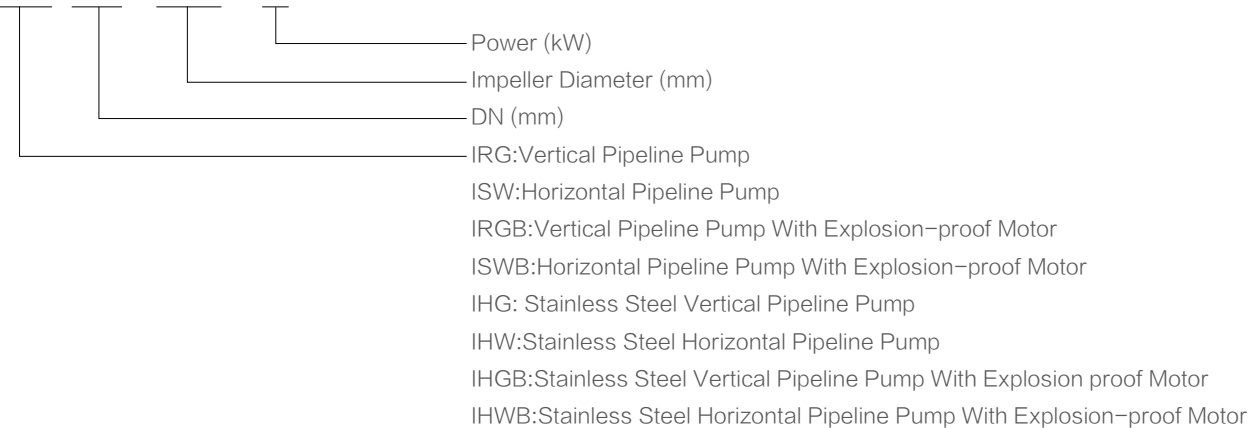 Power (kW)
Impeller Diameter (mm)
DN (mm)
IRG:Vertical Pipeline Pump
ISW:Horizontal Pipeline Pump
IRGB:Vertical Pipeline Pump With Explosion-proof Motor
ISWB:Horizontal Pipeline Pump With Explosion-proof Motor
IHG: Stainless Steel Vertical Pipeline Pump
IHW:Stainless Steel Horizontal Pipeline Pump
IHGB:Stainless Steel Vertical Pipeline Pump With Explosion proof Motor
IHWB:Stainless Steel Horizontal Pipeline Pump With Explosion-proof Motor